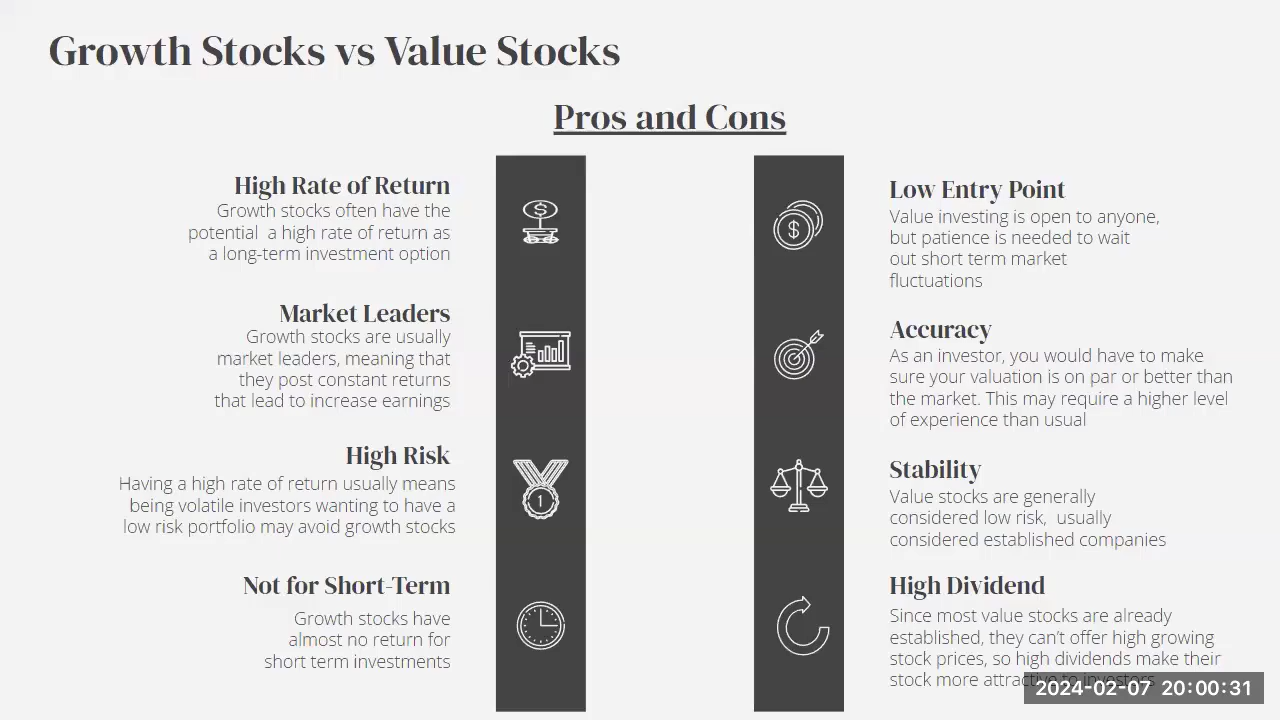 Growth Stocks vs Value Stocks
Pros and Cons
High Rate of Return
Growth stocks often have the
potential a high rate of return as
a long-term investment option
Market Leaders
Growth stocks are usually
market leaders, meaning that
they post constant returns
that lead to increase earnings
High Risk
Having a high rate of return usually means
being volatile investors wanting to have a
low risk portfolio may avoid growth stocks
1
Not for Short-Term
Growth stocks have
almost no return for
short term investments
$
$
Low Entry Point
Value investing is open to anyone,
but patience is needed to wait
out short term market
fluctuations
Accuracy
As an investor, you would have to make
sure your valuation is on par or better than
the market. This may require a higher level
of experience than usual
Stability
Value stocks are generally
considered low risk, usually
considered established companies
High Dividend
Since most value stocks are already
established, they can't offer high growing
stock prices, so high dividends make their
stock more attractive to investors
2024-02-07 20:00:31